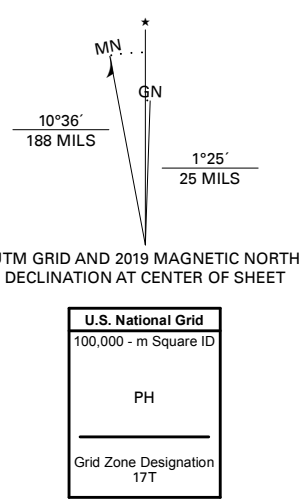 ★
MN
GN
10°36´
188 MILS
1°25´
25 MILS
UTM GRID AND 2019 MAGNETIC NORTH
DECLINATION AT CENTER OF SHEET
U.S. National Grid
100,000 - m Square ID
PH
Grid Zone Designation
17T